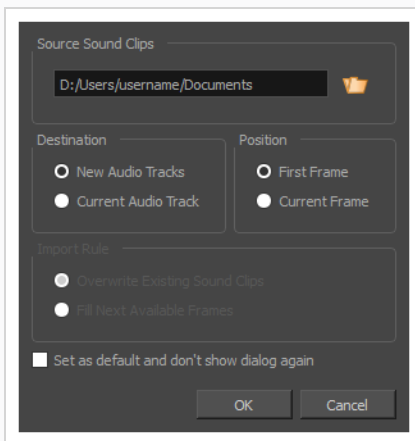 Source Sound Clips
D:/Users/username/Documents
Destination
New Audio Tracks
Current Audio Track
Position
First Frame
Current Frame
Import Rule
Overwrite Existing Sound Clips
Fill Next Available Frames
Set as default and don't show dialog again
OK Cancel